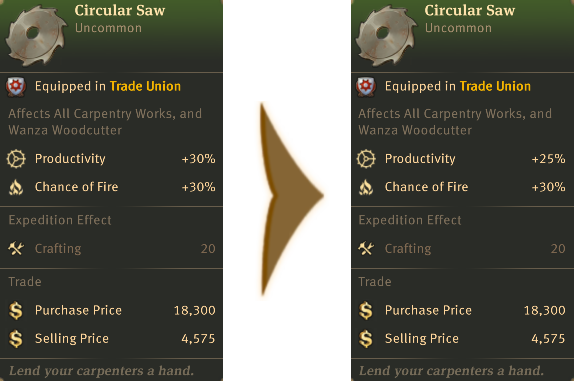 Circular Saw
Uncommon
Equipped in Trade Union
Affects All Carpentry Works, and
Wanza Woodcutter
Productivity +30%
Chance of Fire +30%
Expedition Effect
Crafting 20
Trade
Purchase Price 18,300
Selling Price 4,575
Lend your carpenters a hand.
Circular Saw
Uncommon
Equipped in Trade Union
Affects All Carpentry Works, and
Wanza Woodcutter
Productivity +25%
Chance of Fire +30%
Expedition Effect
Crafting 20
Trade
Purchase Price 18,300
Selling Price 4,575
Lend your carpenters a hand.